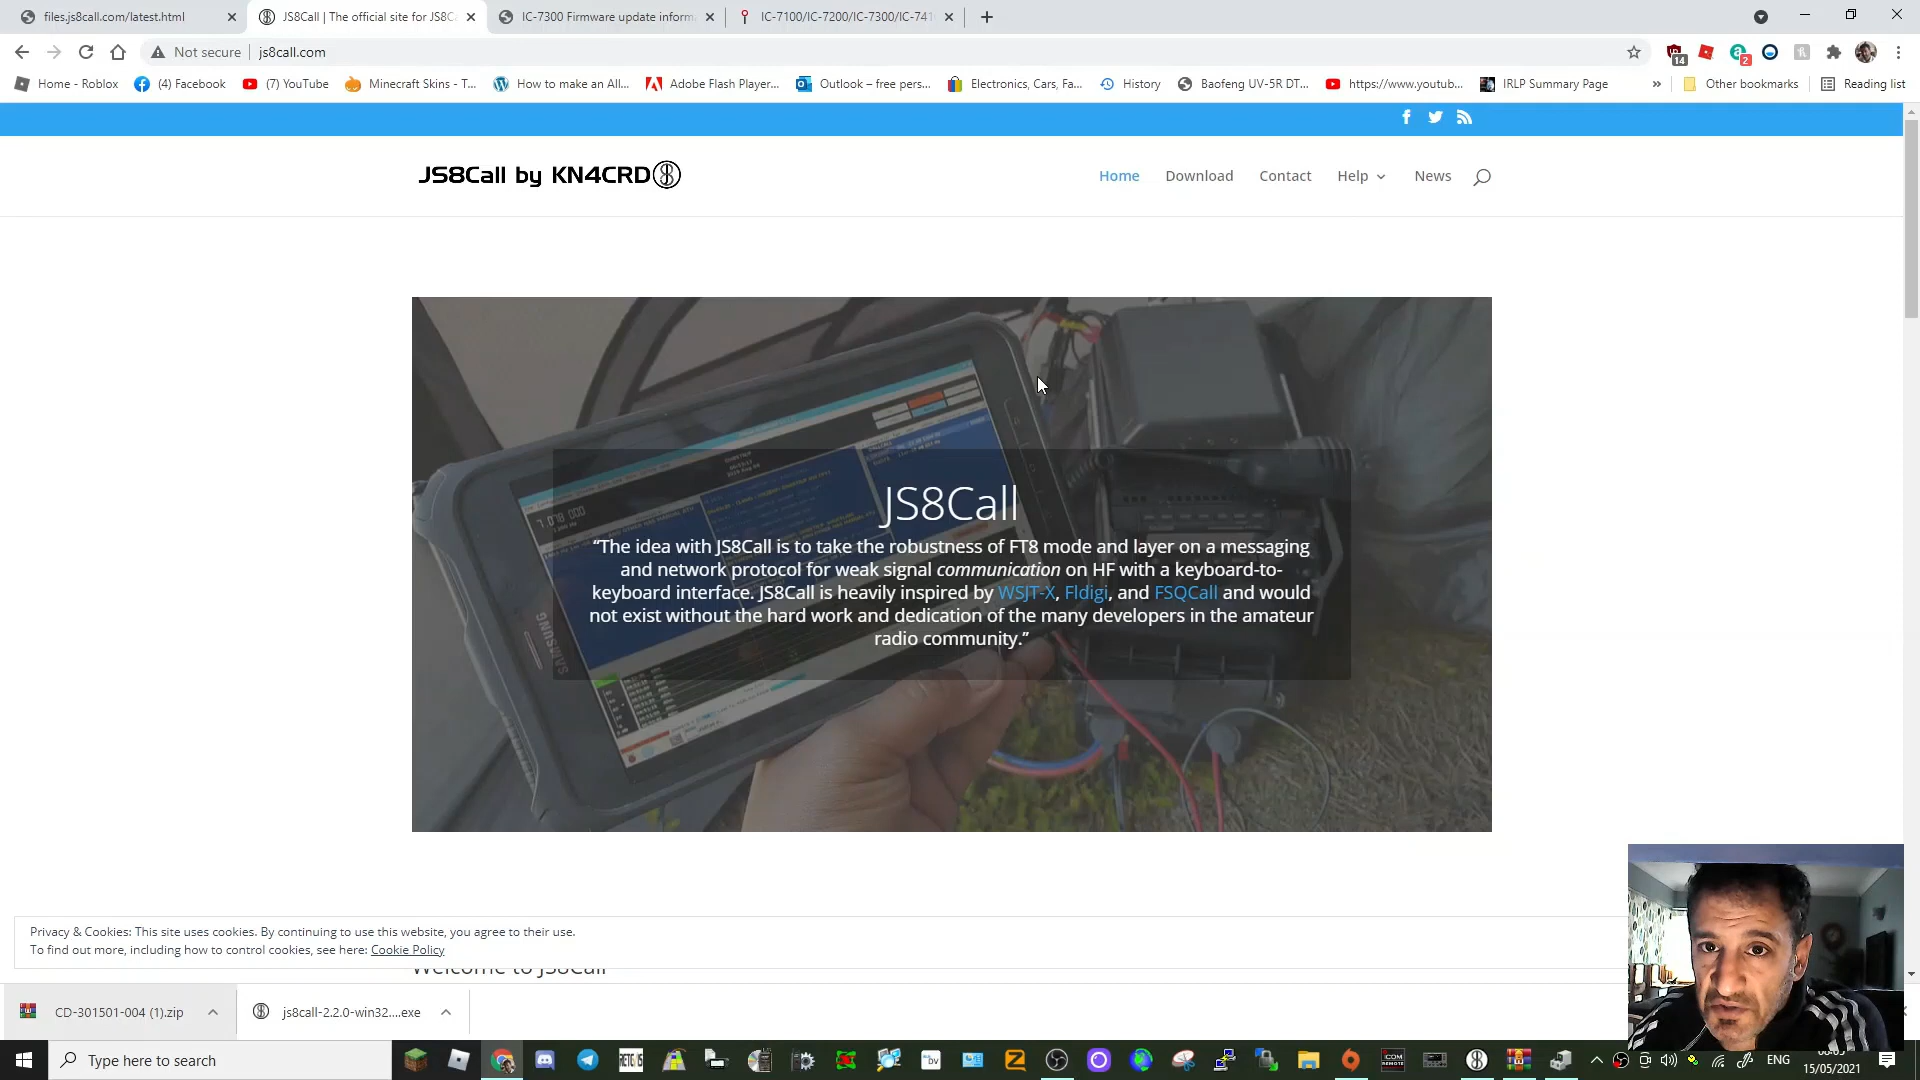 files.js8call.com/latest.html
JS8Call | The official site for JS8C
IC-7300 Firmware update inform
IC-7100/IC-7200/IC-7300/IC-741
Not secure | js8call.com
14
2
Home - Roblox
(4) Facebook
(7) YouTube
Minecraft Skins - T...
How to make an All...
Adobe Flash Player...
Outlook – free pers...
Electronics, Cars, Fa...
History
Baofeng UV-5R DT...
https://www.youtub...
IRLP Summary Page
»
Other bookmarks
Reading list
JS8Call by KN4CRD
Home
Download
Contact
Help
News
JS8Call
“The idea with JS8Call is to take the robustness of FT8 mode and layer on a messaging
and network protocol for weak signal communication on HF with a keyboard-to-
keyboard interface. JS8Call is heavily inspired by WSJT-X, Fldigi, and FSQCall and would
not exist without the hard work and dedication of the many developers in the amateur
radio community.”
SAMSUNG
Privacy & Cookies: This site uses cookies. By continuing to use this website, you agree to their use.
To find out more, including how to control cookies, see here: Cookie Policy
Welcome to JS8Call
CD-301501-004 (1).zip
js8call-2.2.0-win32....exe
Type here to search
ENG
15/05/2021